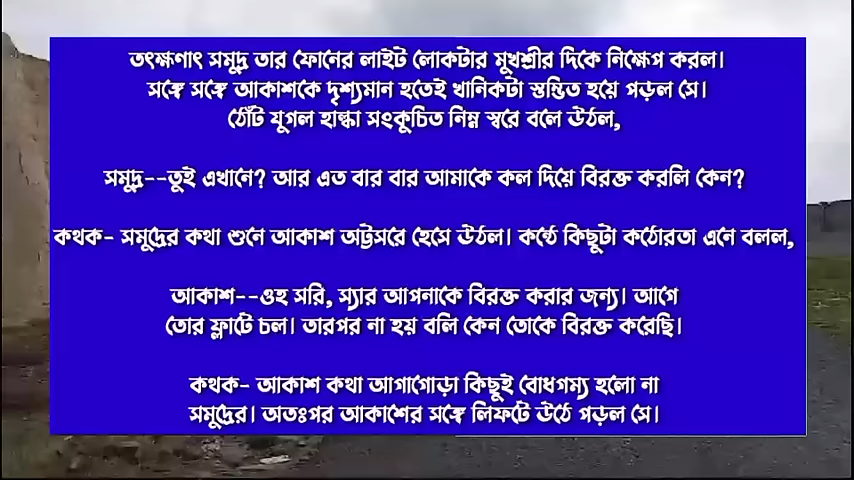 তৎক্ষণাৎ সমুদ্র তার ফোনের লাইট লোকটার মুখশ্রীর দিকে নিক্ষেপ করল।
সঙ্গে সঙ্গে আকাশকে দৃশ্যমান হতেই খানিকটা স্তম্ভিত হয়ে পড়ল সে।
ঠোঁট যুগল হাল্কা সংকুচিত নিম্ন স্বরে বলে উঠল,
সমুদ্র--তুই এখানে? আর এত বার বার আমাকে কল দিয়ে বিরক্ত করলি কেন?
কথক- সমুদ্রের কথা শুনে আকাশ অট্টসরে হেসে উঠল। কন্ঠে কিছুটা কঠোরতা এনে বলল,
আকাশ--ওহ সরি, স্যার আপনাকে বিরক্ত করার জন্য। আগে
তোর ফ্লাটে চল। তারপর না হয় বলি কেন তোকে বিরক্ত করেছি।
কথক- আকাশ কথা আগাগোড়া কিছুই বোধগম্য হলো না
সমুদ্রের। অতঃপর আকাশের সঙ্গে লিফটে উঠে পড়ল সে।